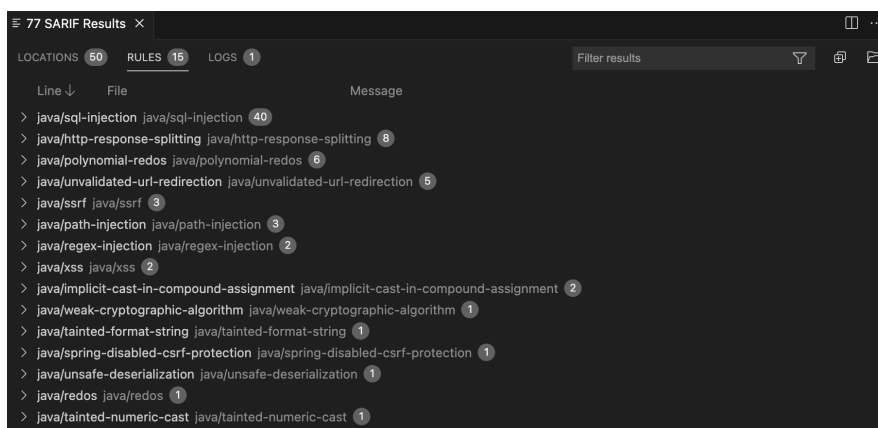 77 SARIF Results
LOCATIONS 50 RULES 15 LOGS 1
Filter results
Line File Message
java/sql-injection java/sql-injection 40
java/http-response-splitting java/http-response-splitting 8
java/polynomial-redos java/polynomial-redos 6
java/unvalidated-url-redirection java/unvalidated-url-redirection 5
java/ssrf java/ssrf 3
java/path-injection java/path-injection 3
java/regex-injection java/regex-injection 2
java/xss java/xss 2
java/implicit-cast-in-compound-assignment java/implicit-cast-in-compound-assignment 2
java/weak-cryptographic-algorithm java/weak-cryptographic-algorithm 1
java/tainted-format-string java/tainted-format-string 1
java/spring-disabled-csrf-protection java/spring-disabled-csrf-protection 1
java/unsafe-deserialization java/unsafe-deserialization 1
java/redos java/redos 1
java/tainted-numeric-cast java/tainted-numeric-cast 1